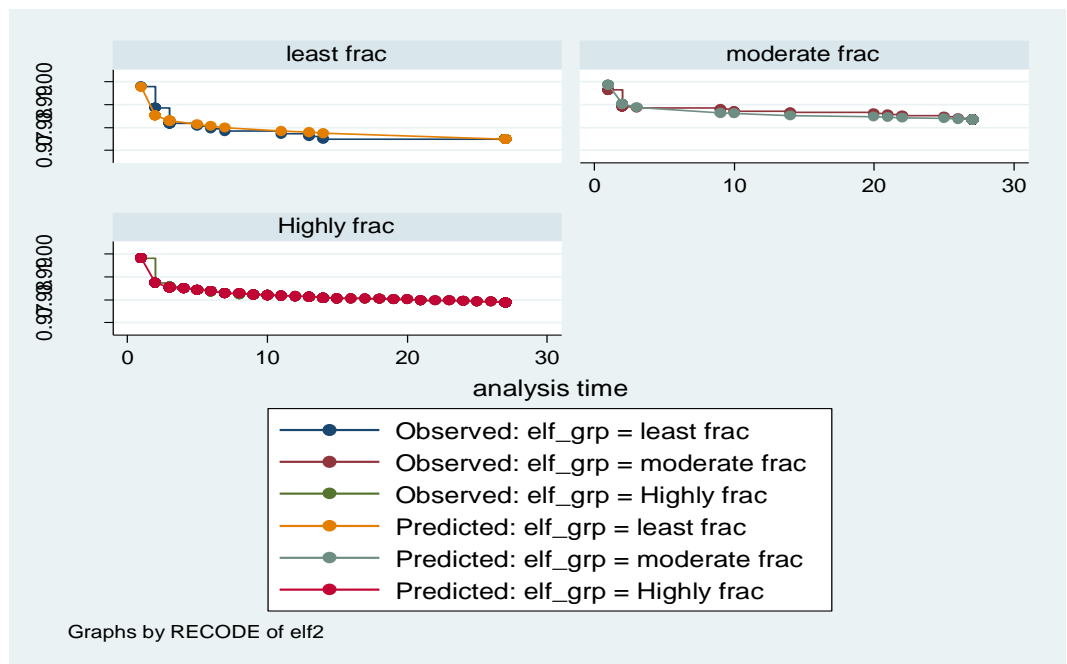 least frac
moderate frac
0 10 20 30
Highly frac
0 10 20 30
analysis time
Observed: elf_grp = least frac
Observed: elf_grp = moderate frac
Observed: elf_grp = Highly frac
Predicted: elf_grp = least frac
Predicted: elf_grp = moderate frac
Predicted: elf_grp = Highly frac
Graphs by RECODE of elf2